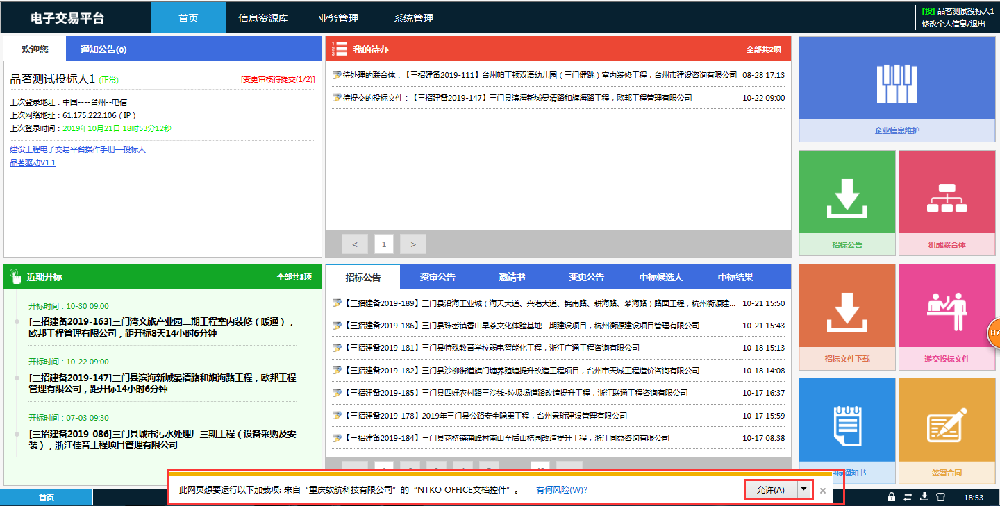 电子交易平台
首页
信息资源库
业务管理
系统管理
[投] 品茗测试投标人1
修改个人信息/退出
欢迎您
通知公告(0)
品茗测试投标人1 (正常)
[变更审核待提交(1/2)]
上次登录地址：中国----台州--电信
上次网络地址：61.175.222.106（IP）
上次登录时间：2019年10月21日 18时53分12秒
建设工程电子交易平台操作手册—投标人
品茗驱动V1.1
我的待办
全部共2项
待处理的联合体：【三招建备2019-111】台州帕丁顿双语幼儿园（三门健跳）室内装修工程，台州市建设咨询有限公司 08-28 17:13
待提交的投标文件：【三招建备2019-147】三门县滨海新城晏清路和旗海路工程，欧邦工程管理有限公司 10-22 09:00
< 1 >
企业信息维护
招标公告
组成联合体
招标文件下载
递交投标文件
标通知书
签署合同
87
近期开标
全部共3项
开标时间：10-30 09:00
[三招建备2019-163]三门湾文旅产业园二期工程室内装修（暖通），
欧邦工程管理有限公司，距开标8天14小时6分钟
开标时间：10-22 09:00
[三招建备2019-147]三门县滨海新城晏清路和旗海路工程，欧邦工程
管理有限公司，距开标14小时6分钟
开标时间：07-03 09:30
[三招建备2019-086]三门县城市污水处理厂三期工程（设备采购及安
装），浙江佳音工程项目管理有限公司
招标公告
资审公告
邀请书
变更公告
中标候选人
中标结果
【三招建备2019-189】三门县沿海工业城（海天大道、兴港大道、锦南路、耕海路、梦海路）路面工程，杭州衡源建... 10-21 15:50
【三招建备2019-186】三门县珠岙镇香山早茶文化体验基地二期建设项目，杭州衡源建设项目管理有限公司 10-21 15:43
【三招建备2019-181】三门县特殊教育学校弱电智能化工程，浙江广通工程咨询有限公司 10-18 15:13
【三招建备2019-182】三门县沙柳街道旗门塘养殖塘提升改造工程项目，台州市天诚工程造价咨询有限公司 10-18 14:08
【三招建备2019-185】三门县四好农村路三沙线-垃圾场道路改造提升工程，浙江联通工程咨询有限公司 10-17 16:37
【三招建备2019-178】2019年三门县公路安全隐患工程，台州景珩建设管理有限公司 10-17 15:59
【三招建备2019-184】三门县花桥镇蒲峰村南山至后山桔园改造提升工程，浙江同益咨询有限公司 10-17 08:38
此网页想要运行以下加载项: 来自“重庆软航科技有限公司”的“NTKO OFFICE文档控件”。
有何风险(W)?
允许(A)
×
首页
18:53